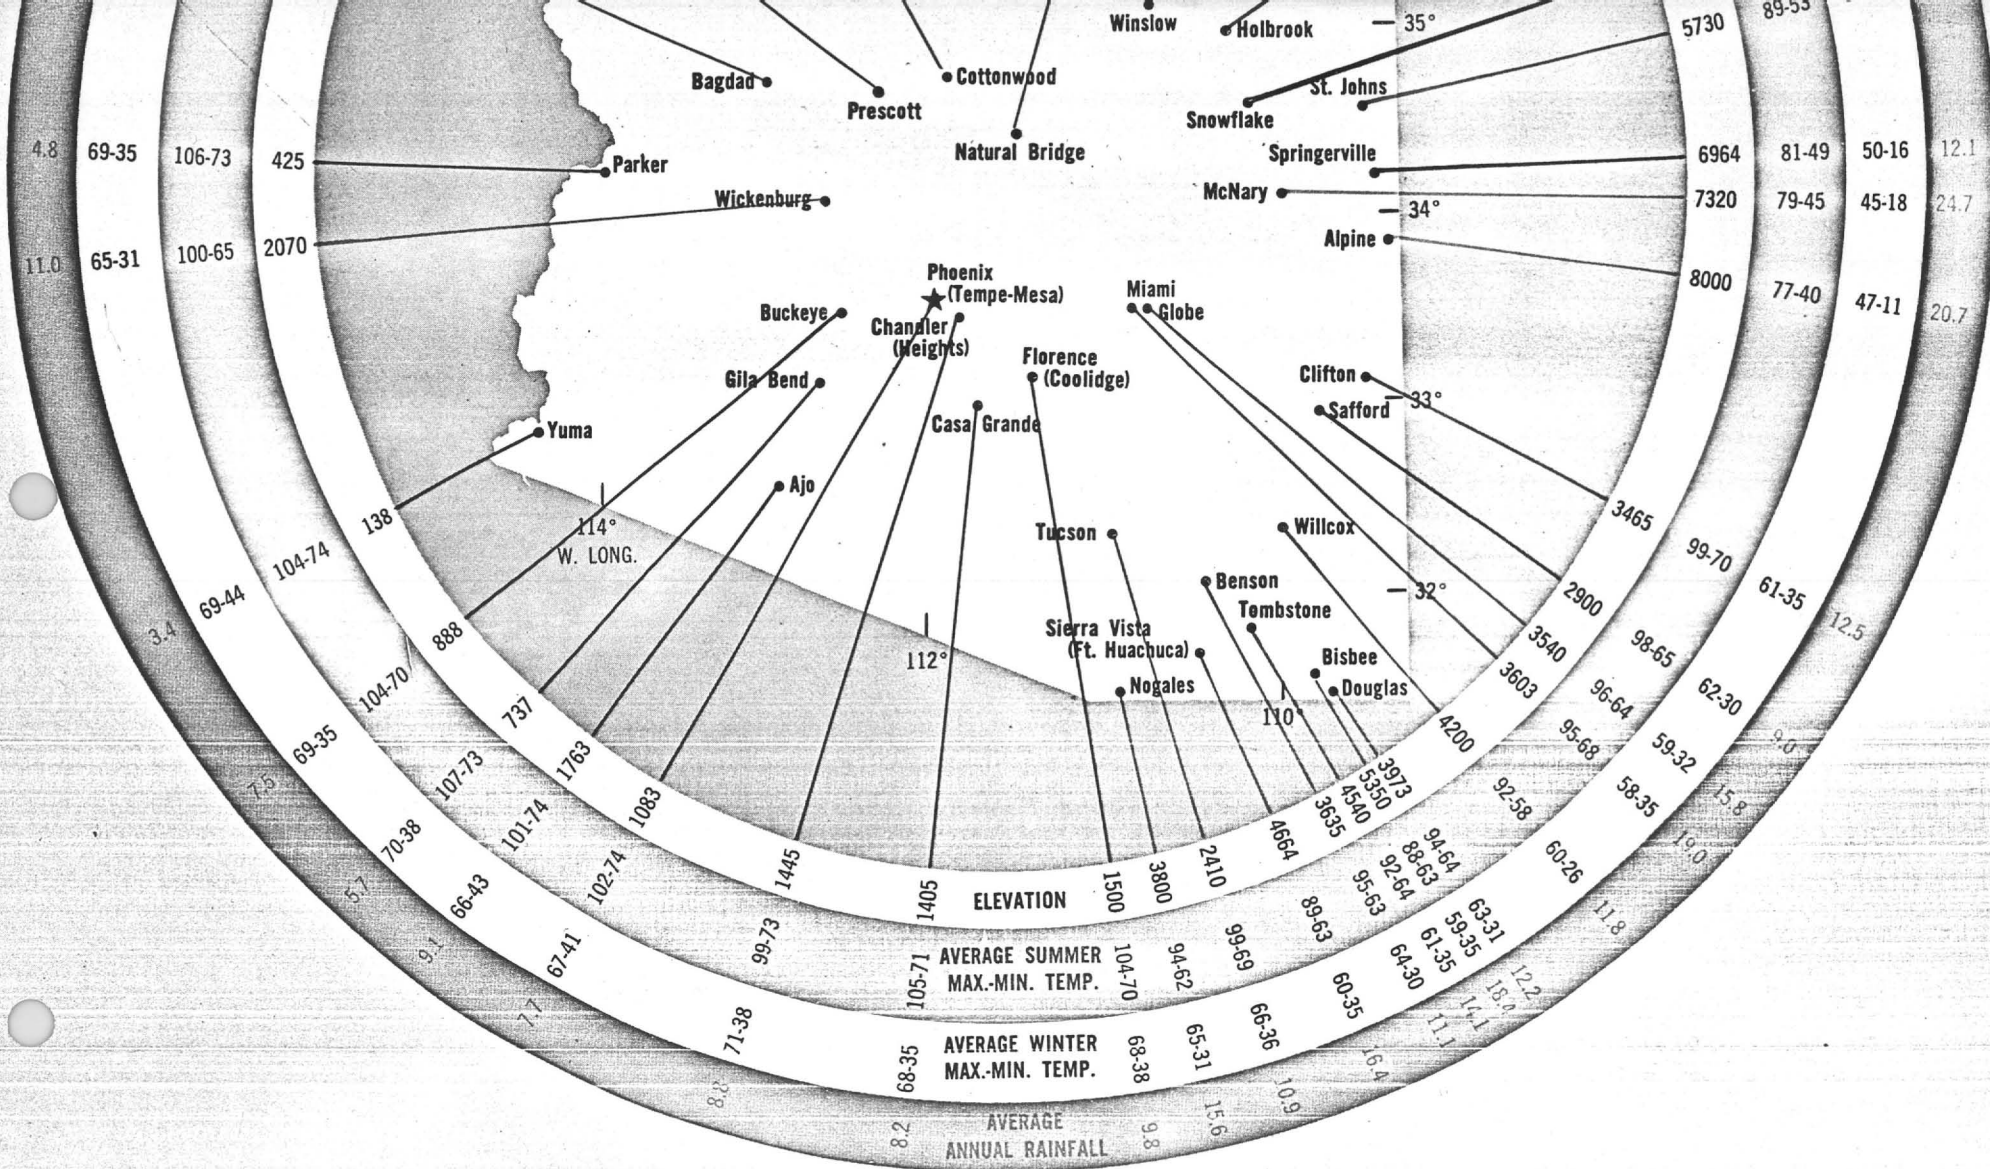 Winslow
Holbrook
35°
5730
89-53
Bagdad
Cottonwood
Prescott
St. Johns
Snowflake
Natural Bridge
4.8
69-35
106-73
425
Parker
Springerville
6964
81-49
50-16
12.1
Wickenburg
McNary
34°
7320
79-45
45-18
24.7
11.0
65-31
100-65
2070
Alpine
8000
77-40
47-11
20.7
Phoenix
(Tempe-Mesa)
Miami
Globe
Buckeye
Chandler
(Heights)
Florence
(Coolidge)
Gila Bend
Clifton
33°
Safford
Casa Grande
Yuma
Ajo
138
114°
W. LONG.
Tucson
Willcox
3465
99-70
61-35
12.5
104-74
69-44
3.4
Benson
32°
Tombstone
2900
98-65
62-30
9.0
888
104-70
69-35
7.5
112°
Sierra Vista
(Ft. Huachuca)
Bisbee
Nogales
Douglas
110°
3540
96-64
59-32
15.8
3603
95-68
58-35
19.0
737
107-73
70-38
5.7
4200
92-58
60-26
11.8
1763
101-74
66-43
9.1
3973
94-64
63-31
12.2
5350
88-63
59-35
18.0
4540
92-64
61-35
14.1
3635
95-63
64-30
11.1
1083
102-74
67-41
7.7
4664
89-63
60-35
16.4
1445
99-73
71-38
8.8
2410
99-69
66-36
10.9
1405
105-71
68-35
8.2
3800
94-62
65-31
15.6
1500
104-70
68-38
9.8
ELEVATION
AVERAGE SUMMER
MAX.-MIN. TEMP.
AVERAGE WINTER
MAX.-MIN. TEMP.
AVERAGE
ANNUAL RAINFALL